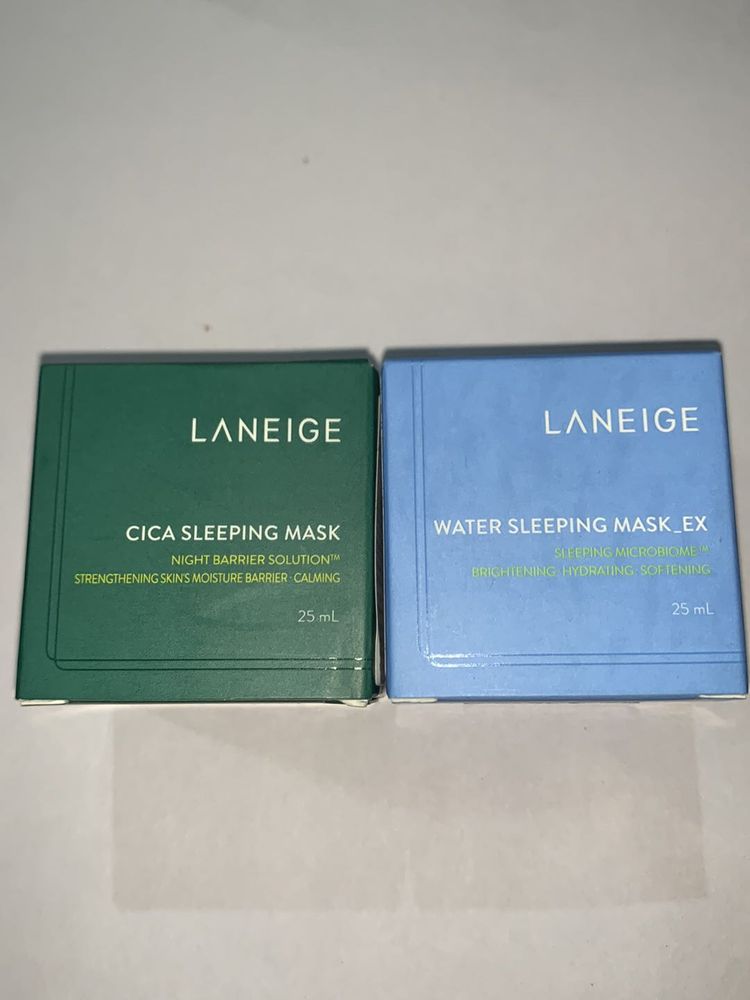 LANEIGE
CICA SLEEPING MASK
NIGHT BARRIER SOLUTION™
STRENGTHENING SKIN'S MOISTURE BARRIER · CALMING
25 mL
LANEIGE
WATER SLEEPING MASK_EX
SLEEPING MICROBIOME™
BRIGHTENING · HYDRATING · SOFTENING
25 mL